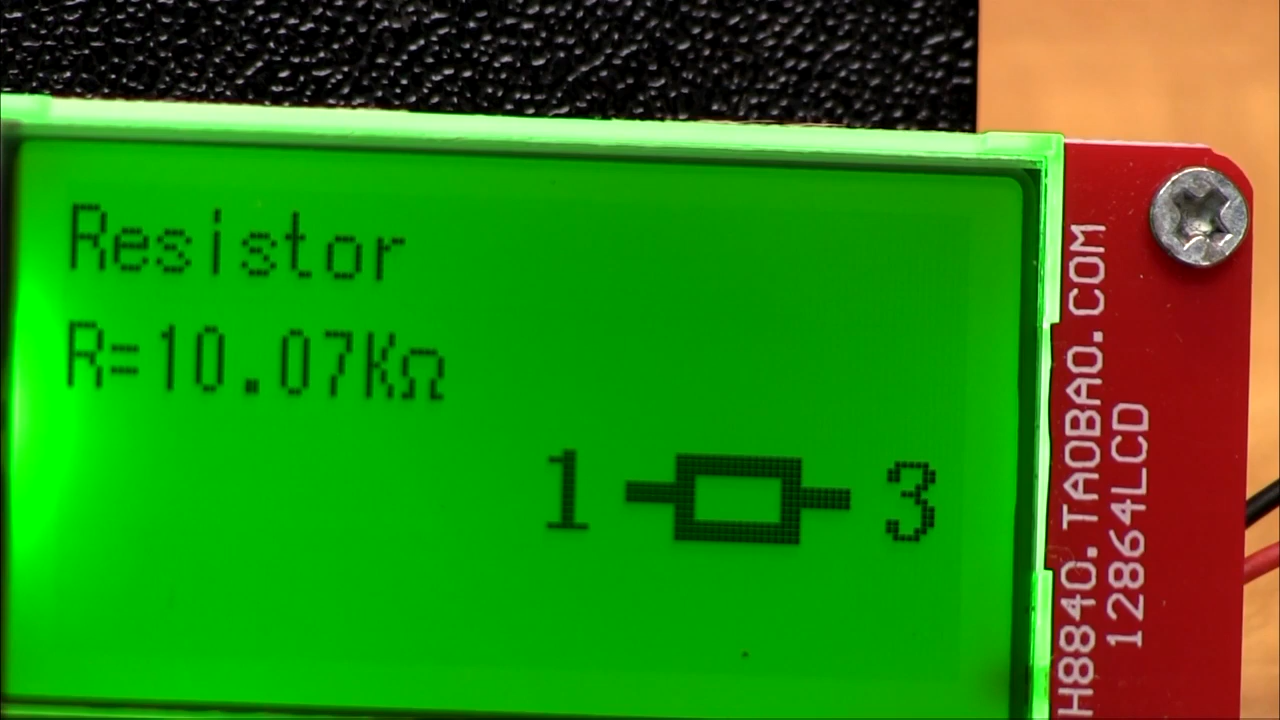 Resistor
R=10.07KΩ
1 3
H8840.TAOBAO.COM
12864LCD